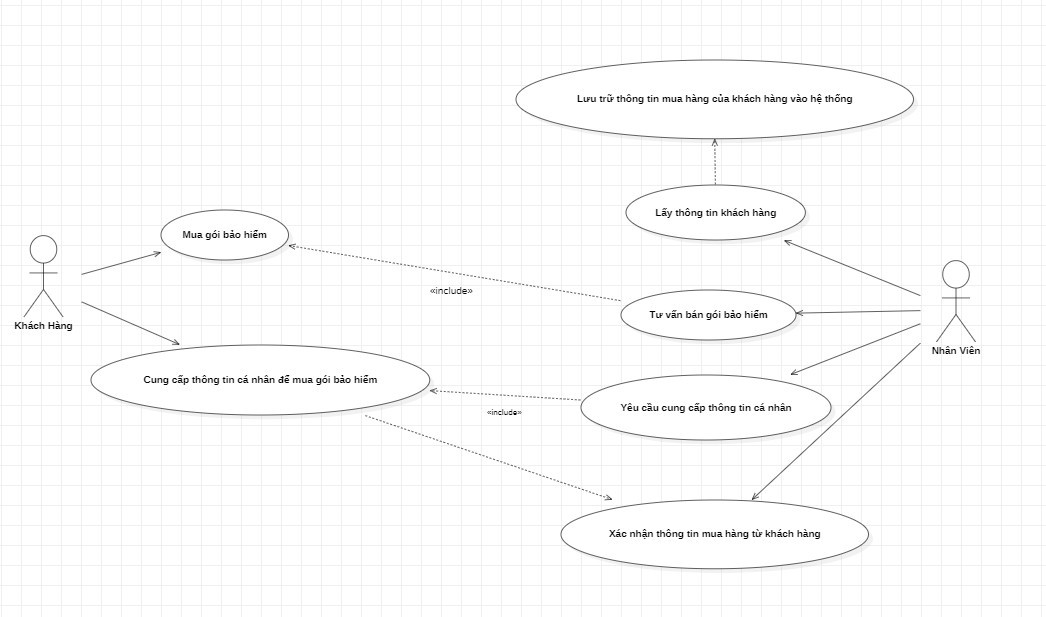 Lưu trữ thông tin mua hàng của khách hàng vào hệ thống
Lấy thông tin khách hàng
Mua gói bảo hiểm
«include»
Tư vấn bán gói bảo hiểm
Khách Hàng
Nhân Viên
Cung cấp thông tin cá nhân để mua gói bảo hiểm
«include»
Yêu cầu cung cấp thông tin cá nhân
Xác nhận thông tin mua hàng từ khách hàng